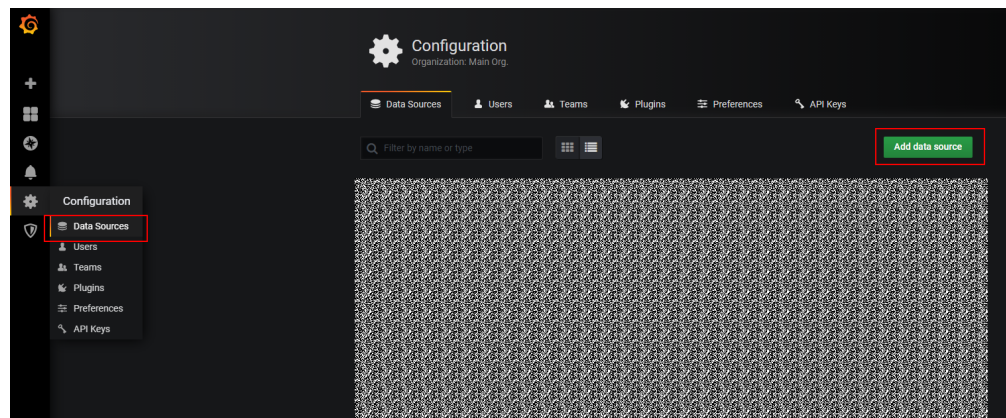 Configuration
Organization: Main Org.
Data Sources
Users
Teams
Plugins
Preferences
API Keys
Filter by name or type
Add data source
Configuration
Data Sources
Users
Teams
Plugins
Preferences
API Keys